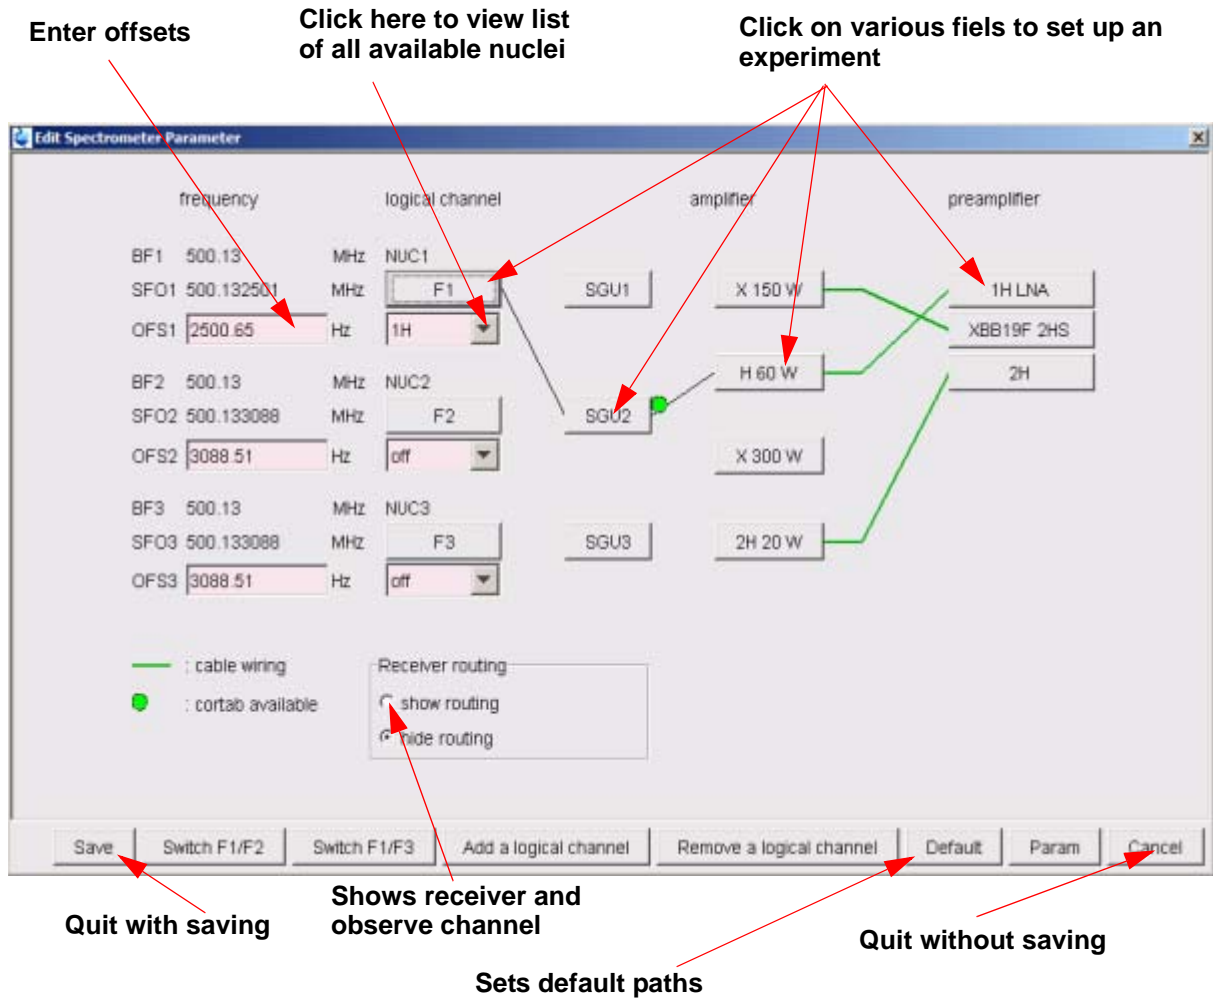 Enter offsets
Click here to view list
of all available nuclei
Click on various fiels to set up an
experiment
Edit Spectrometer Parameter
frequency logical channel amplifier preamplifier
BF1 500.13 MHz NUC1
SFO1 500.132501 MHz F1 SGU1 X 150 W 1H LNA
OFS1 2500.65 Hz 1H XBB19F 2HS
BF2 500.13 MHz NUC2 H 60 W 2H
SFO2 500.133088 MHz F2 SGU2
OFS2 3088.51 Hz off X 300 W
BF3 500.13 MHz NUC3
SFO3 500.133088 MHz F3 SGU3 2H 20 W
OFS3 3088.51 Hz off
: cable wiring Receiver routing
: cortab available show routing
hide routing
Save Switch F1/F2 Switch F1/F3 Add a logical channel Remove a logical channel Default Param Cancel
Shows receiver and
observe channel
Quit with saving
Quit without saving
Sets default paths